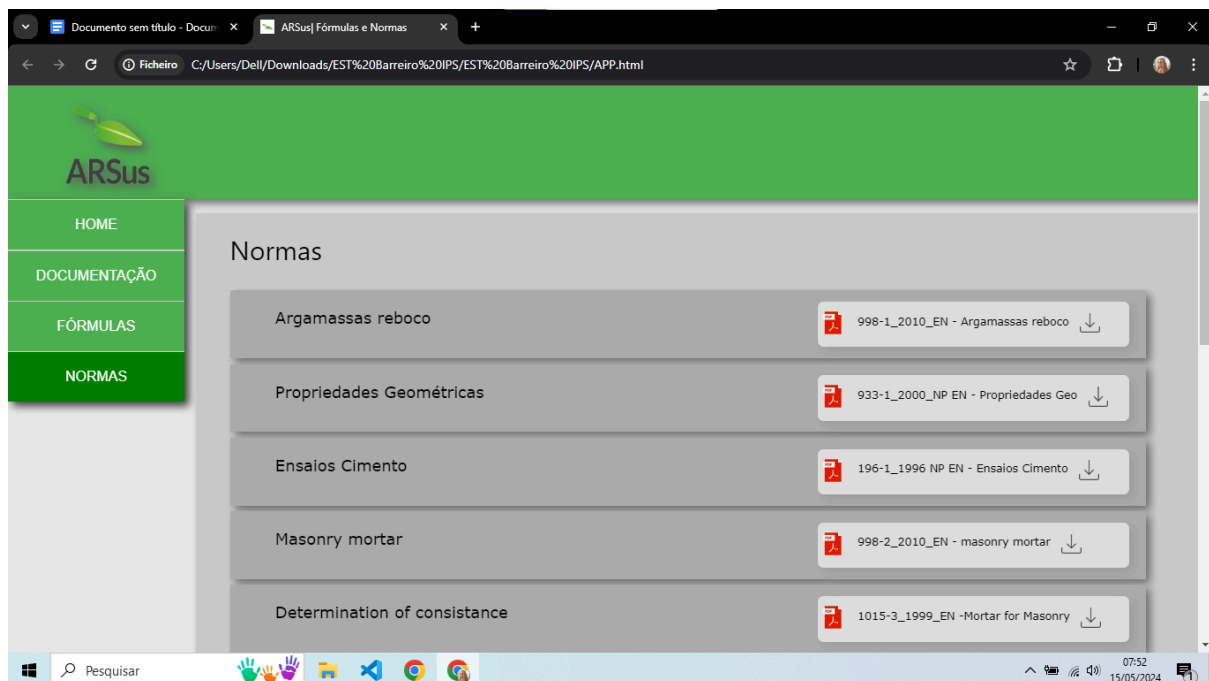 Documento sem título - Docum
ARSus| Fórmulas e Normas
Ficheiro C:/Users/Dell/Downloads/EST%20Barreiro%20IPS/EST%20Barreiro%20IPS/APP.html
ARSus
HOME
DOCUMENTAÇÃO
FÓRMULAS
NORMAS
Normas
Argamassas reboco
998-1_2010_EN - Argamassas reboco
Propriedades Geométricas
933-1_2000_NP EN - Propriedades Geo
Ensaios Cimento
196-1_1996 NP EN - Ensaios Cimento
Masonry mortar
998-2_2010_EN - masonry mortar
Determination of consistance
1015-3_1999_EN -Mortar for Masonry
Pesquisar
07:52
15/05/2024